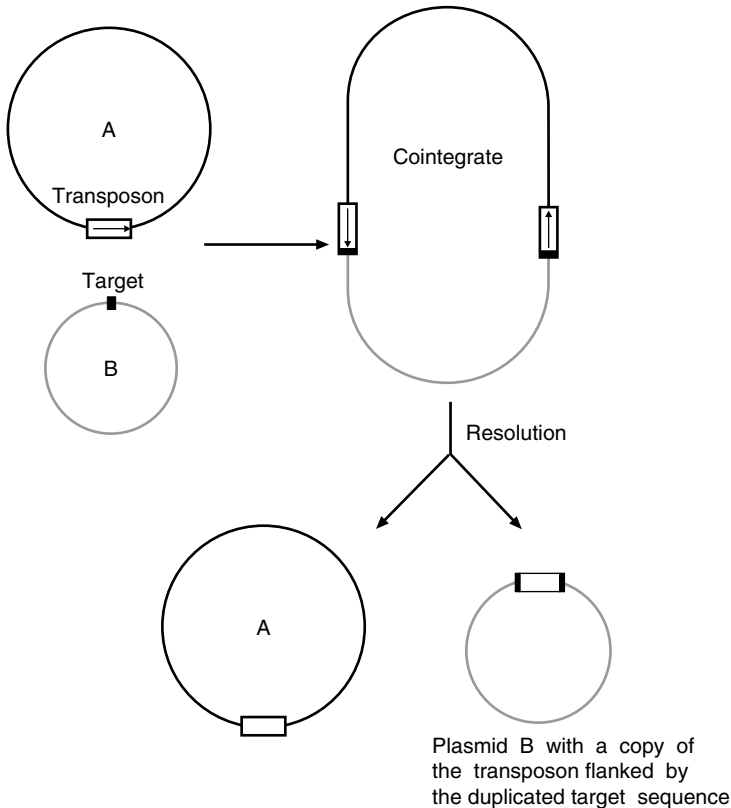 A
Transposon
Cointegrate
Target
B
Resolution
A
Plasmid B with a copy of
the transposon flanked by
the duplicated target sequence